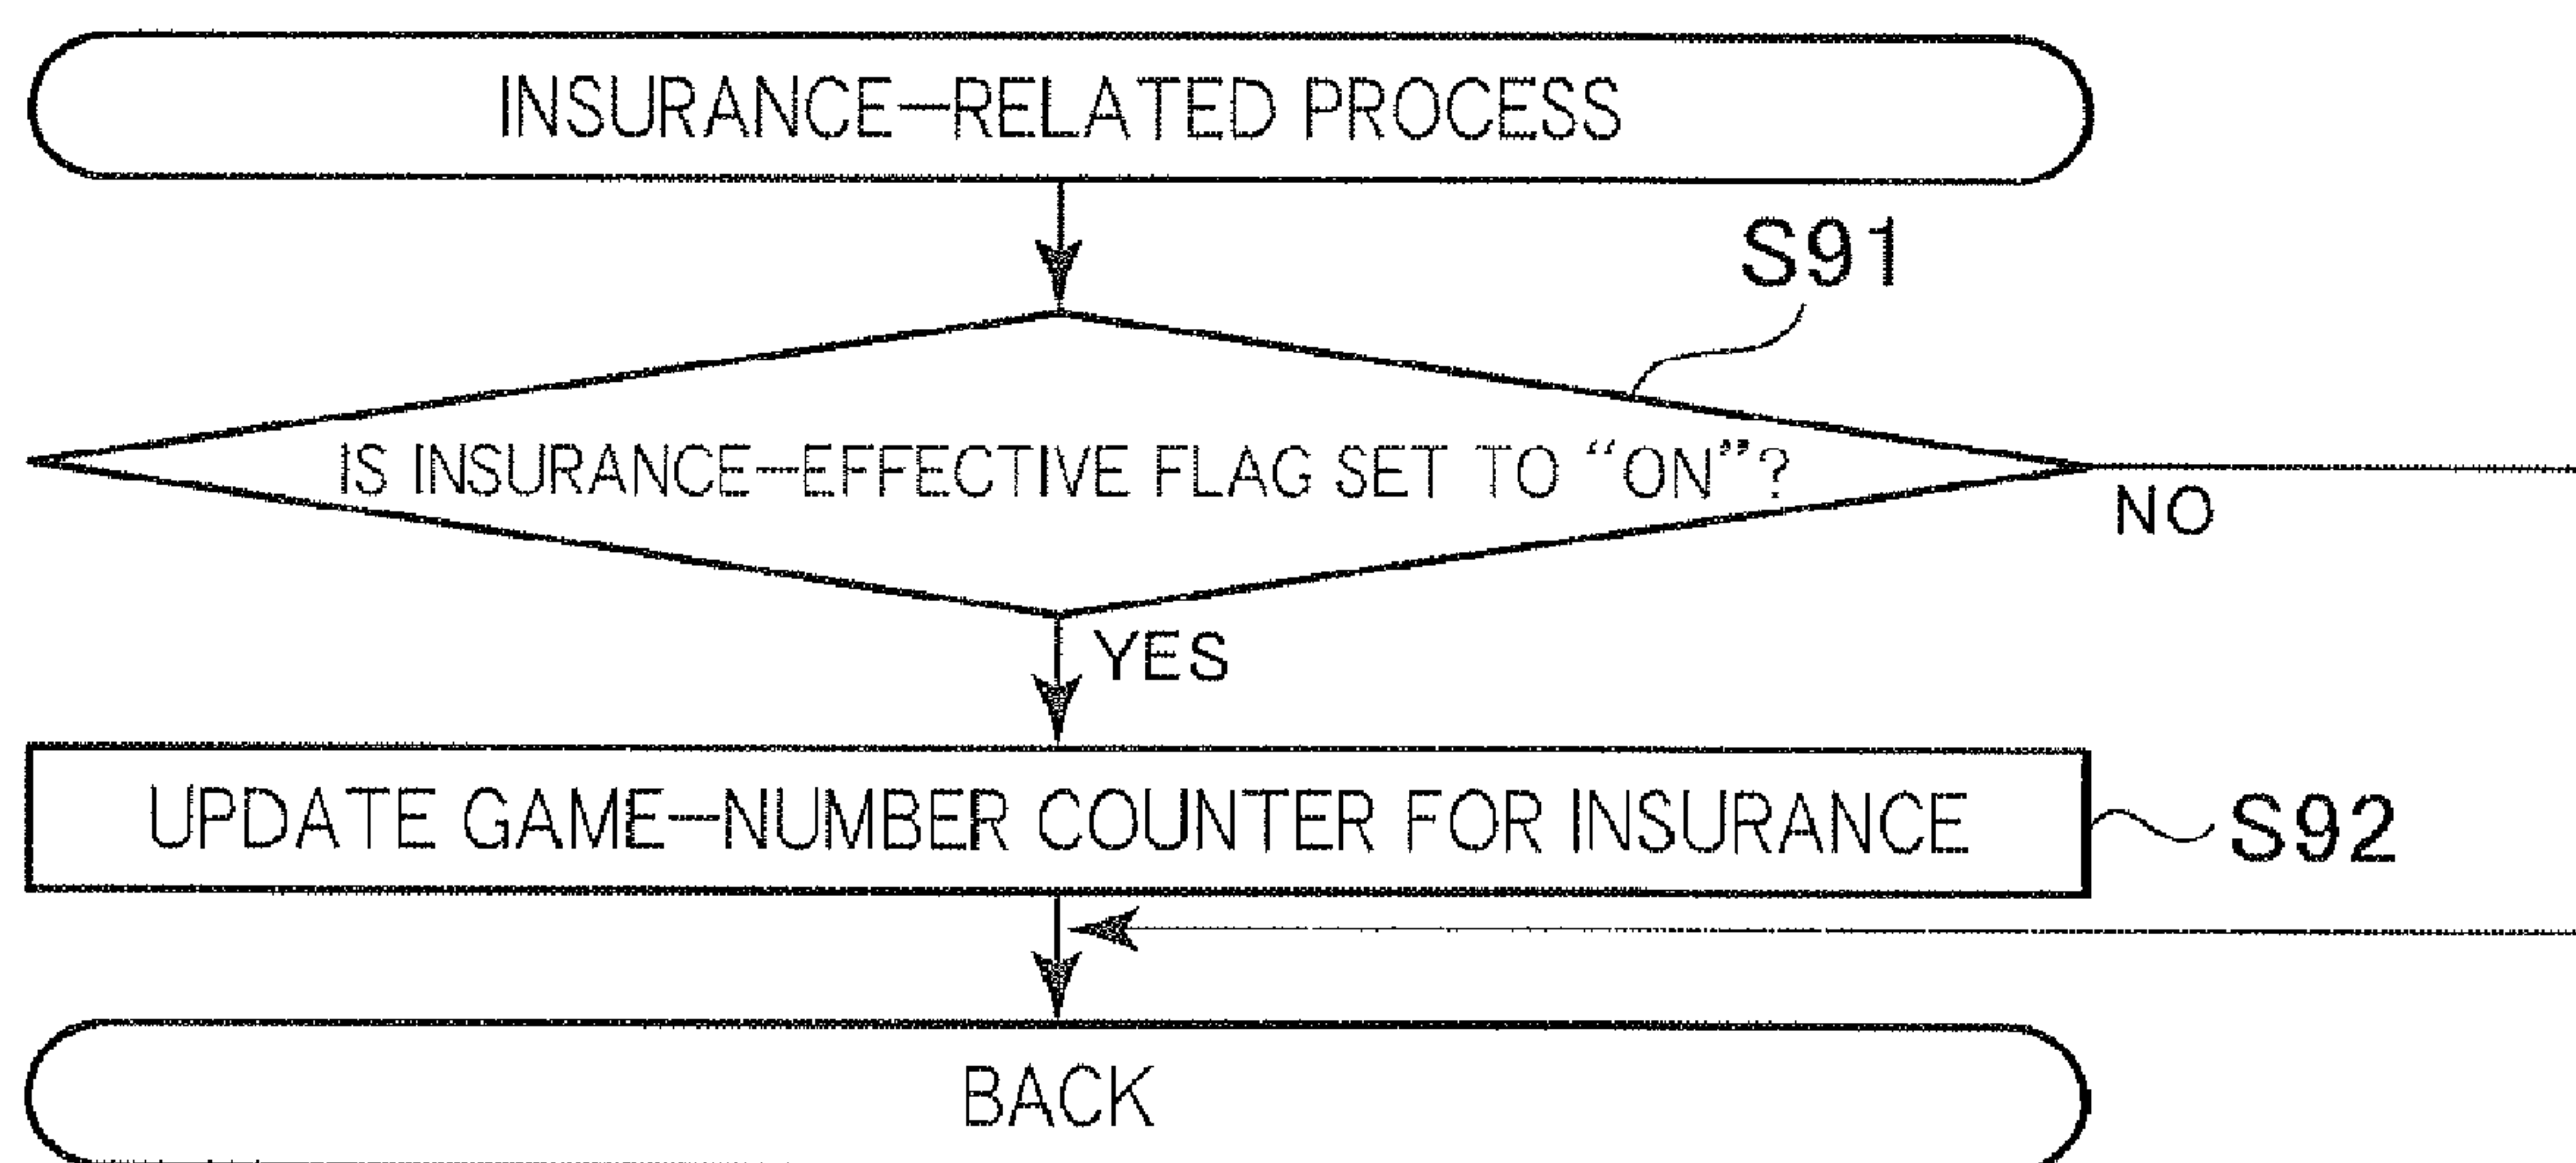 INSURANCE—RELATED PROCESS
S91
IS INSURANCE—EFFECTIVE FLAG SET TO “ON”?
NO
YES
UPDATE GAME—NUMBER COUNTER FOR INSURANCE
S92
BACK